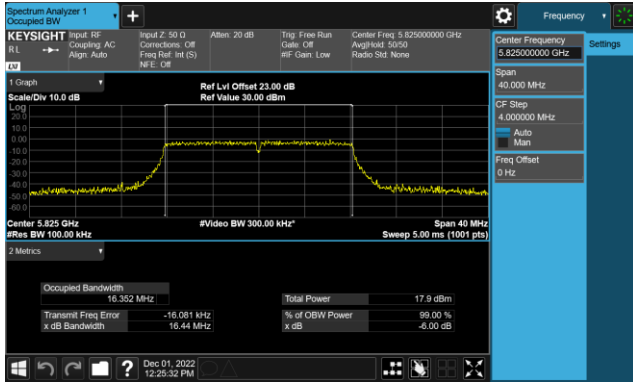 Spectrum Analyzer 1
Occupied BW
Frequency
KEYSIGHT
Input: RF
Coupling: AC
Align: Auto
Input Z: 50 Ω
Corrections: Off
Freq Ref: Int (S)
NFE: Off
Atten: 20 dB
Trig: Free Run
Gate: Off
#IF Gain: Low
Center Freq: 5.825000000 GHz
Avg|Hold: 50/50
Radio Std: None
RL
LXI
Center Frequency
5.825000000 GHz
Settings
Span
40.000 MHz
CF Step
4.000000 MHz
Auto
Man
Freq Offset
0 Hz
1 Graph
Scale/Div 10.0 dB
Ref Lvl Offset 23.00 dB
Ref Value 30.00 dBm
Log
20.0
10.0
0.00
-10.0
-20.0
-30.0
-40.0
-50.0
-60.0
Center 5.825 GHz
#Res BW 100.00 kHz
#Video BW 300.00 kHz*
Span 40 MHz
Sweep 5.00 ms (1001 pts)
2 Metrics
Occupied Bandwidth
16.352 MHz
Total Power 17.9 dBm
Transmit Freq Error -16.081 kHz
% of OBW Power 99.00 %
x dB Bandwidth 16.44 MHz
x dB -6.00 dB
?
Dec 01, 2022
12:25:32 PM